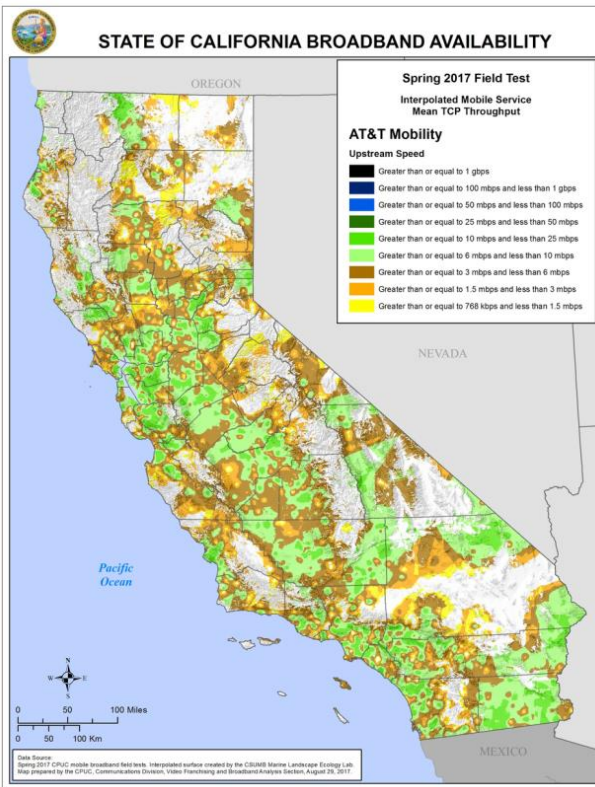 STATE OF CALIFORNIA BROADBAND AVAILABILITY
OREGON
Spring 2017 Field Test
Interpolated Mobile Service
Mean TCP Throughput
AT&T Mobility
Upstream Speed
Greater than or equal to 1 gbps
Greater than or equal to 100 mbps and less than 1 gbps
Greater than or equal to 50 mbps and less than 100 mbps
Greater than or equal to 25 mbps and less than 50 mbps
Greater than or equal to 10 mbps and less than 25 mbps
Greater than or equal to 6 mbps and less than 10 mbps
Greater than or equal to 3 mbps and less than 6 mbps
Greater than or equal to 1.5 mbps and less than 3 mbps
Greater than or equal to 768 kbps and less than 1.5 mbps
NEVADA
Pacific
Ocean
N
W E
S
0 50 100 Miles
0 50 100 Km
MEXICO
Data Source:
Spring 2017 CPUC mobile broadband field tests. Interpolated surface created by the CSUMB Marine Landscape Ecology Lab.
Map prepared by the CPUC, Communications Division, Video Franchising and Broadband Analysis Section, August 29, 2017.